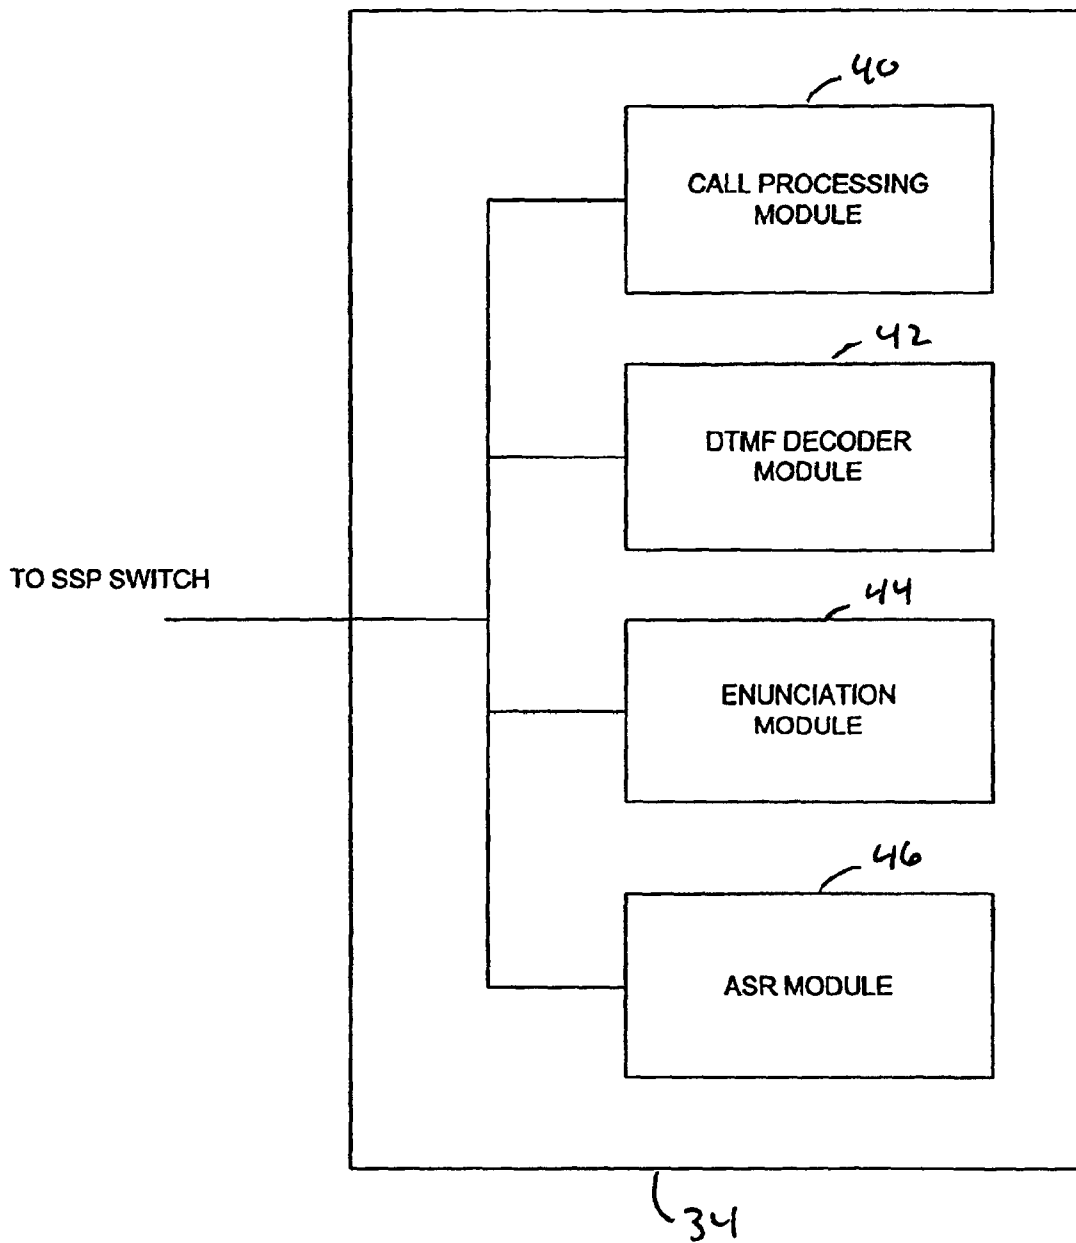 40
CALL PROCESSING
MODULE
42
DTMF DECODER
MODULE
TO SSP SWITCH
44
ENUNCIATION
MODULE
46
ASR MODULE
34